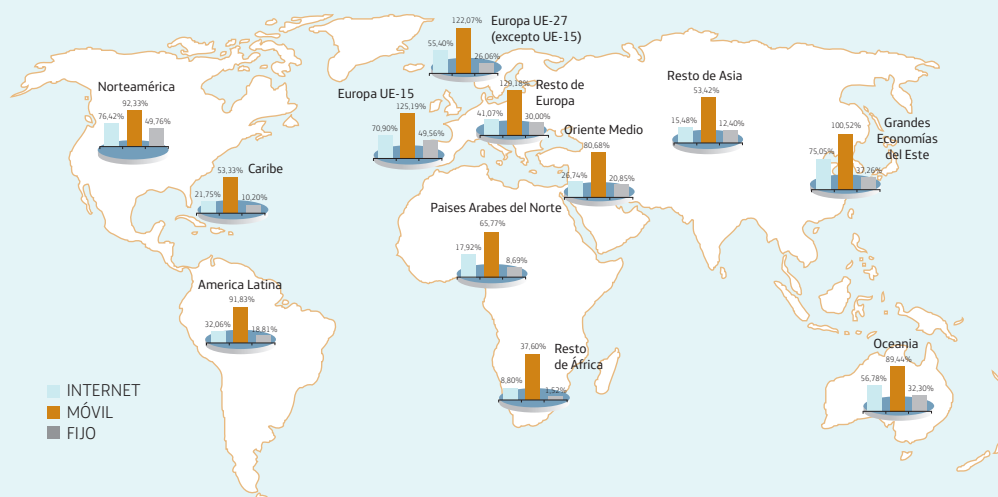 Europa UE-27
(excepto UE-15)
122,07%
55,40%
26,06%
Norteamérica
92,33%
76,42%
49,76%
Europa UE-15
125,19%
70,90%
49,56%
Resto de
Europa
129,18%
41,07%
30,00%
Resto de Asia
53,42%
15,48%
12,40%
Grandes
Economías
del Este
100,52%
75,05%
37,26%
Oriente Medio
80,68%
26,74%
20,85%
Caribe
53,33%
21,75%
10,20%
Paises Arabes del Norte
65,77%
17,92%
8,69%
America Latina
91,83%
32,06%
18,81%
Resto
de África
37,60%
8,80%
1,52%
Oceania
89,44%
56,78%
32,30%
INTERNET
MÓVIL
FIJO